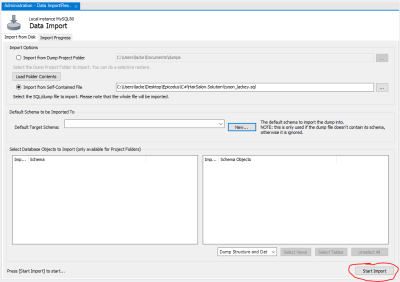 Administration - Data Import/Res... ×
Local instance MySQL80
Data Import
Import from Disk Import Progress
Import Options
Import from Dump Project Folder C:\Users\jacke\Documents\dumps ...
Select the Dump Project Folder to import. You can do a selective restore.
Load Folder Contents
Import from Self-Contained File C:\Users\jacke\Desktop\Epicodus\C#\HairSalon.Solution\jason_lackey.sql ...
Select the SQL/dump file to import. Please note that the whole file will be imported.
Default Schema to be Imported To
Default Target Schema: New... The default schema to import the dump into.
NOTE: this is only used if the dump file doesn't contain its schema,
otherwise it is ignored.
Select Database Objects to Import (only available for Project Folders)
Imp... Schema Imp... Schema Objects
Dump Structure and Dat Select Views Select Tables Unselect All
Press [Start Import] to start... Start Import